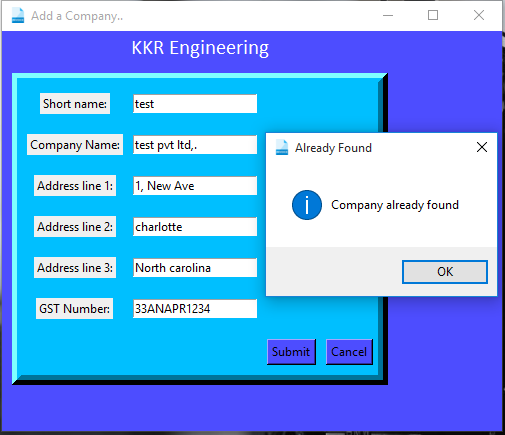 Add a Company..
KKR Engineering
Short name: test
Company Name: test pvt ltd,.
Already Found
Address line 1: 1, New Ave
Company already found
Address line 2: charlotte
Address line 3: North carolina
OK
GST Number: 33ANAPR1234
Submit Cancel